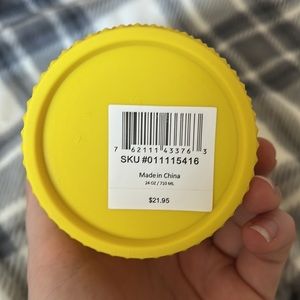 7 62111 43376 3
SKU #011115416
Made in China
24 OZ / 710 ML
$21.95